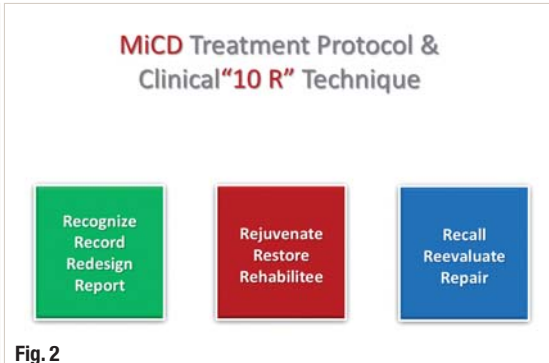 MiCD Treatment Protocol &
Clinical“10 R” Technique
Recognize
Record
Redesign
Report
Rejuvenate
Restore
Rehabilitee
Recall
Reevaluate
Repair
Fig. 2